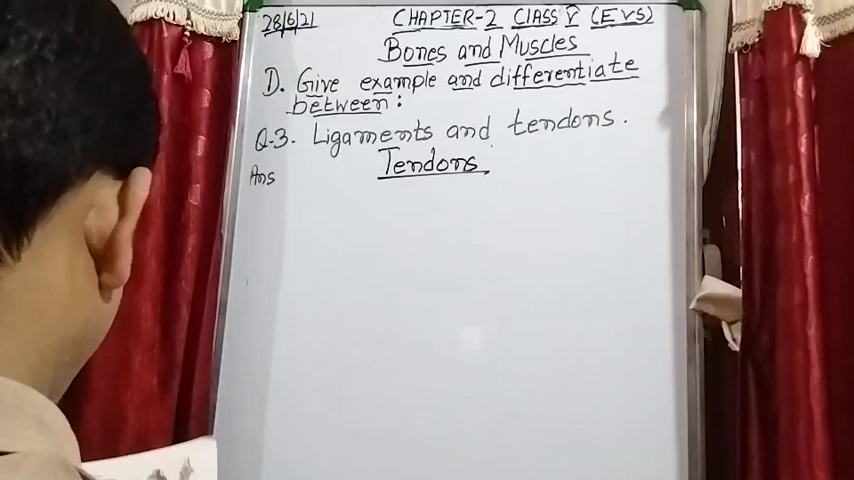 28/6/21 CHAPTER-2 CLASS V (EVS)
Bones and Muscles
D. Give example and differentiate
between :
Q-3. Ligaments and tendons.
Ans Tendons